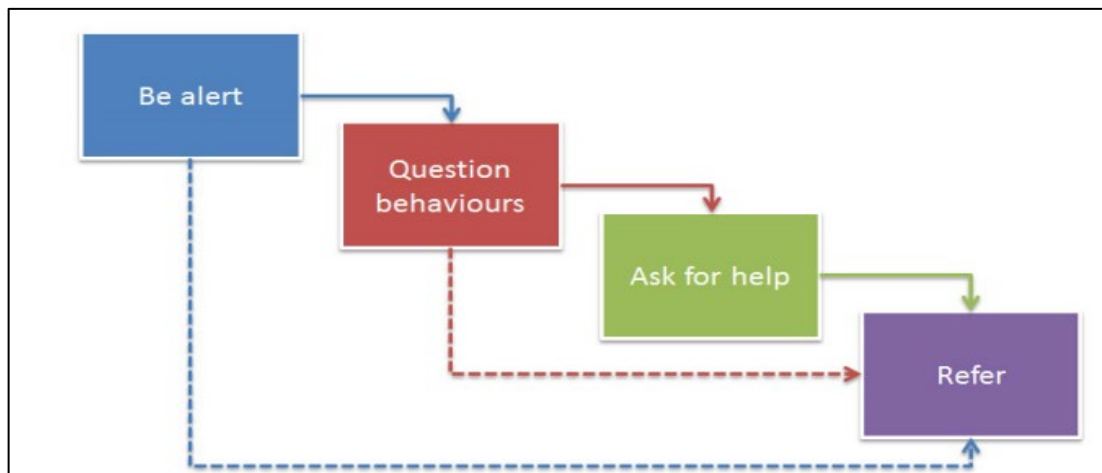 Be alert
Question
behaviours
Ask for help
Refer